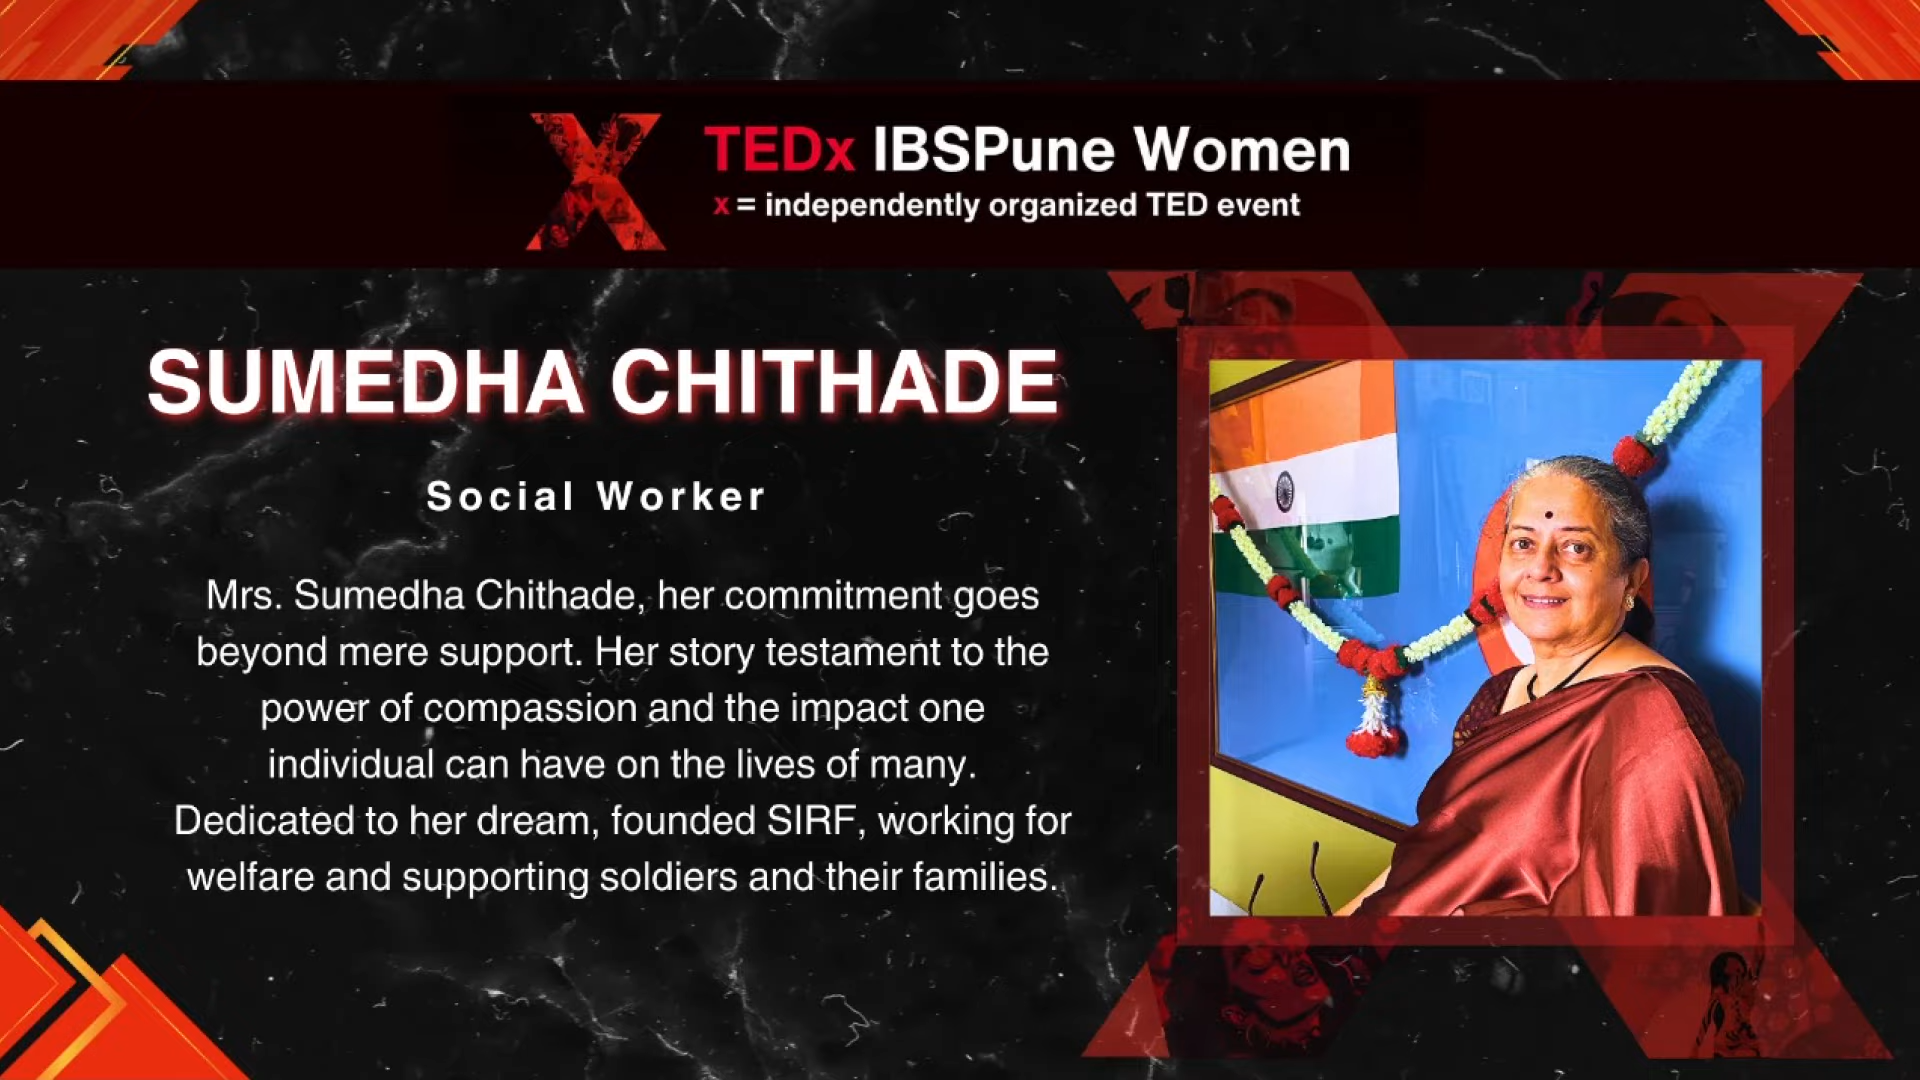 X
TEDx IBSPune Women
x = independently organized TED event
SUMEDHA CHITHADE
Social Worker
Mrs. Sumedha Chithade, her commitment goes
beyond mere support. Her story testament to the
power of compassion and the impact one
individual can have on the lives of many.
Dedicated to her dream, founded SIRF, working for
welfare and supporting soldiers and their families.